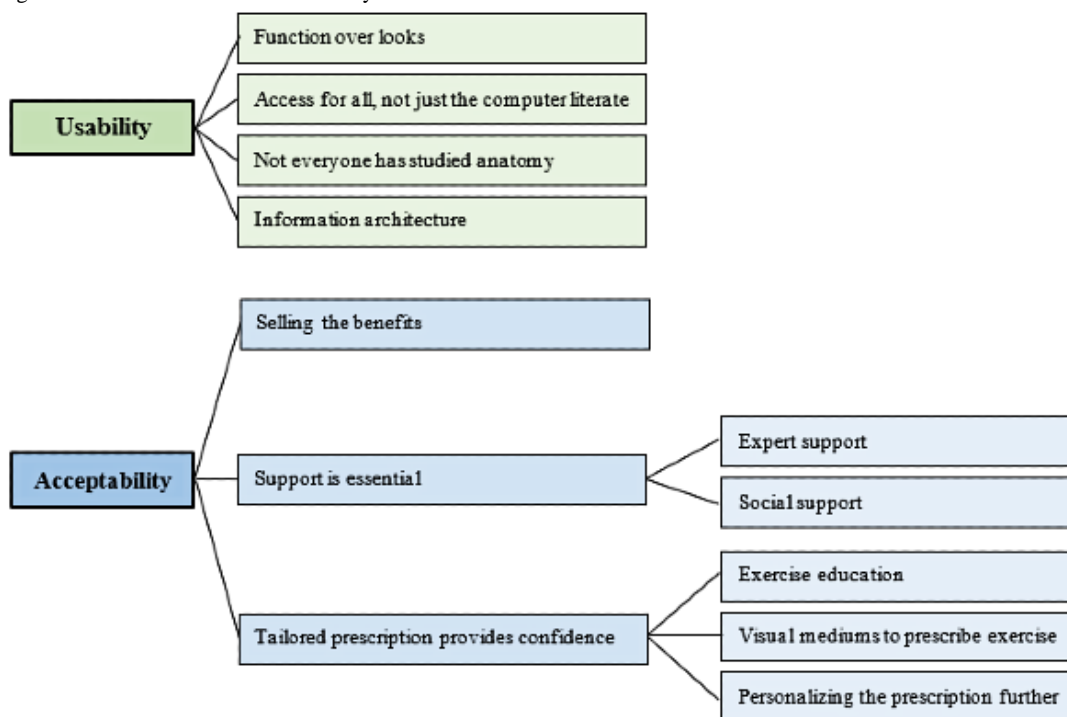 Function over looks
Access for all, not just the computer literate
Usability
Not everyone has studied anatomy
Information architecture
Selling the benefits
Expert support
Acceptability
Support is essential
Social support
Exercise education
Tailored prescription provides confidence
Visual mediums to prescribe exercise
Personalizing the prescription further